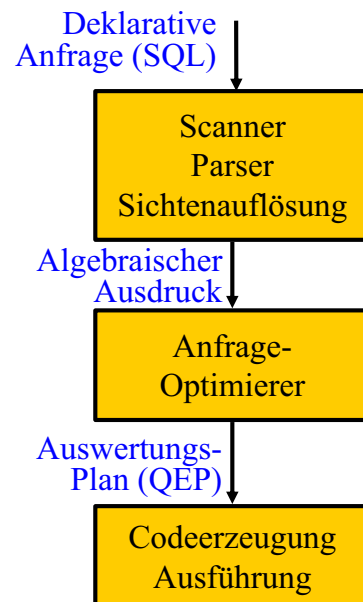 Deklarative
Anfrage (SQL)
Scanner
Parser
Sichtenauflösung
Algebraischer
Ausdruck
Anfrage-
Optimierer
Auswertungs-
Plan (QEP)
Codeerzeugung
Ausführung